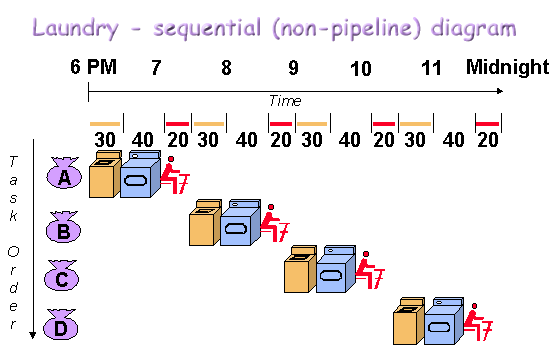 Laundry - sequential (non-pipeline) diagram
6 PM 7 8 9 10 11 Midnight
Time
30 40 20 30 40 20 30 40 20 30 40 20
Task Order
A
B
C
D